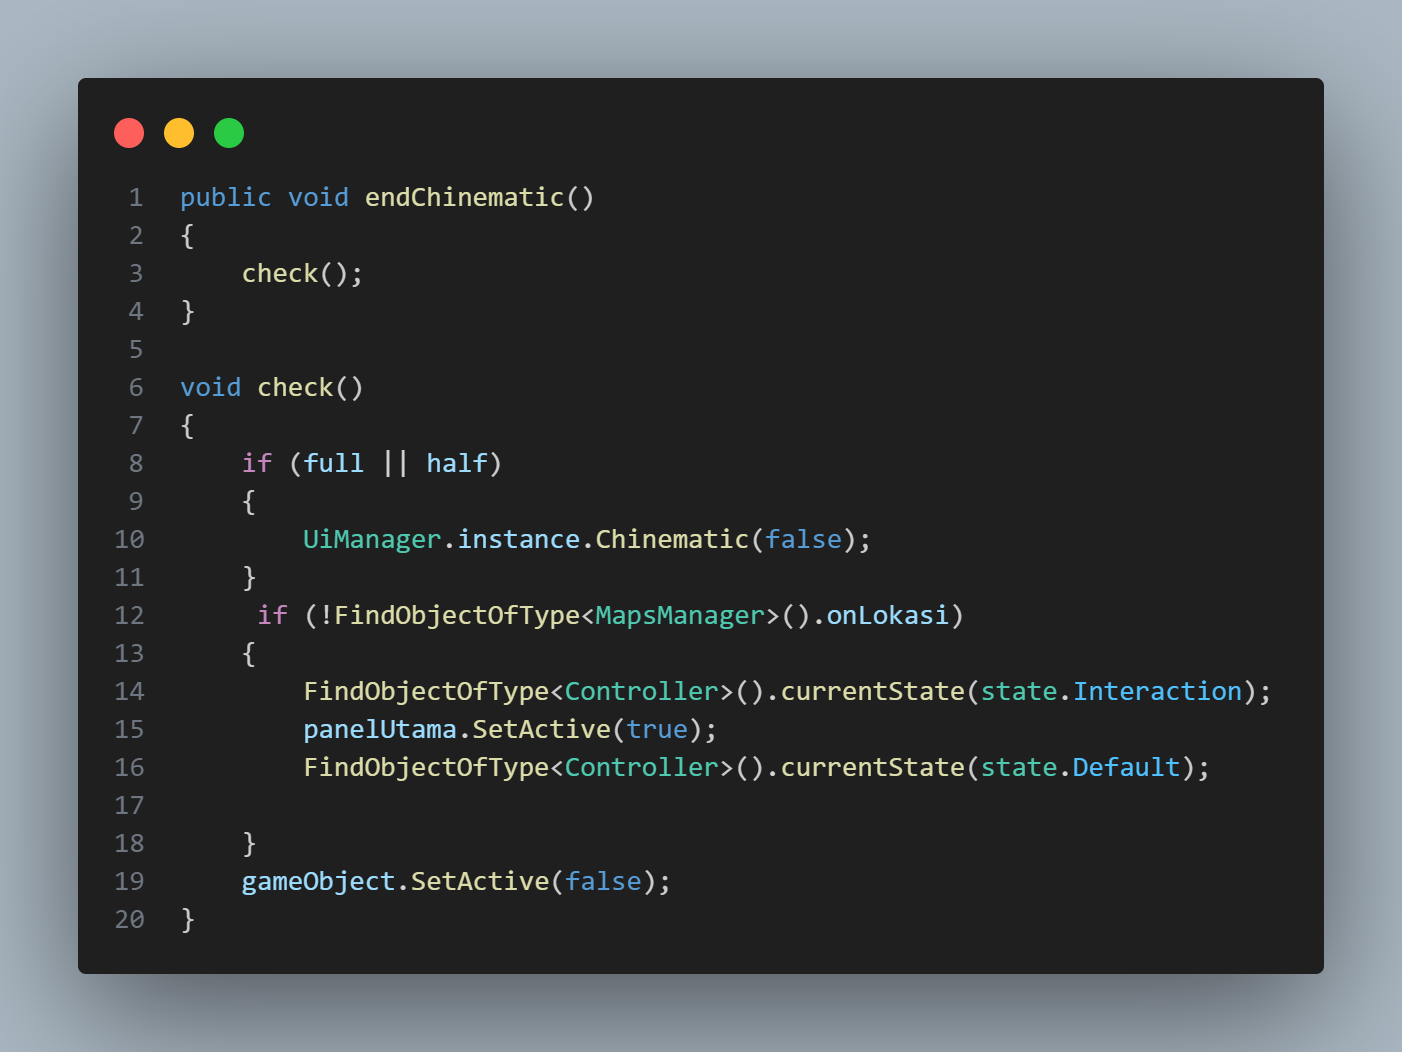 1 public void endChinematic()
2 {
3     check();
4 }
5
6 void check()
7 {
8     if (full || half)
9     {
10         UiManager.instance.Chinematic(false);
11     }
12      if (!FindObjectOfType<MapsManager>().onLokasi)
13     {
14         FindObjectOfType<Controller>().currentState(state.Interaction);
15         panelUtama.SetActive(true);
16         FindObjectOfType<Controller>().currentState(state.Default);
17
18     }
19     gameObject.SetActive(false);
20 }